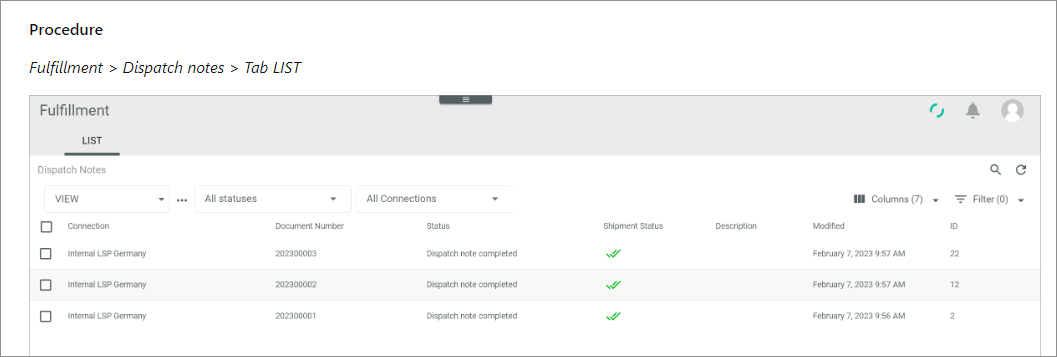 Procedure
Fulfillment > Dispatch notes > Tab LIST
Fulfillment
LIST
Dispatch Notes
VIEW ••• All statuses All Connections Columns (7) Filter (0)
Connection Document Number Status Shipment Status Description Modified ID
Internal LSP Germany 202300003 Dispatch note completed February 7, 2023 9:57 AM 22
Internal LSP Germany 202300002 Dispatch note completed February 7, 2023 9:57 AM 12
Internal LSP Germany 202300001 Dispatch note completed February 7, 2023 9:56 AM 2